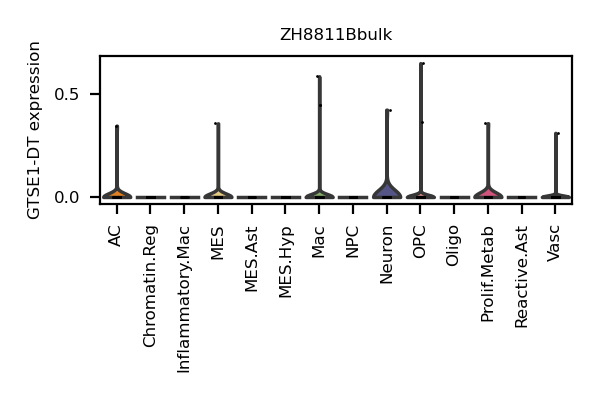 ZH8811Bbulk
GTSE1-DT expression
0.5
0.0
AC
Chromatin.Reg
Inflammatory.Mac
MES
MES.Ast
MES.Hyp
Mac
NPC
Neuron
OPC
Oligo
Prolif.Metab
Reactive.Ast
Vasc